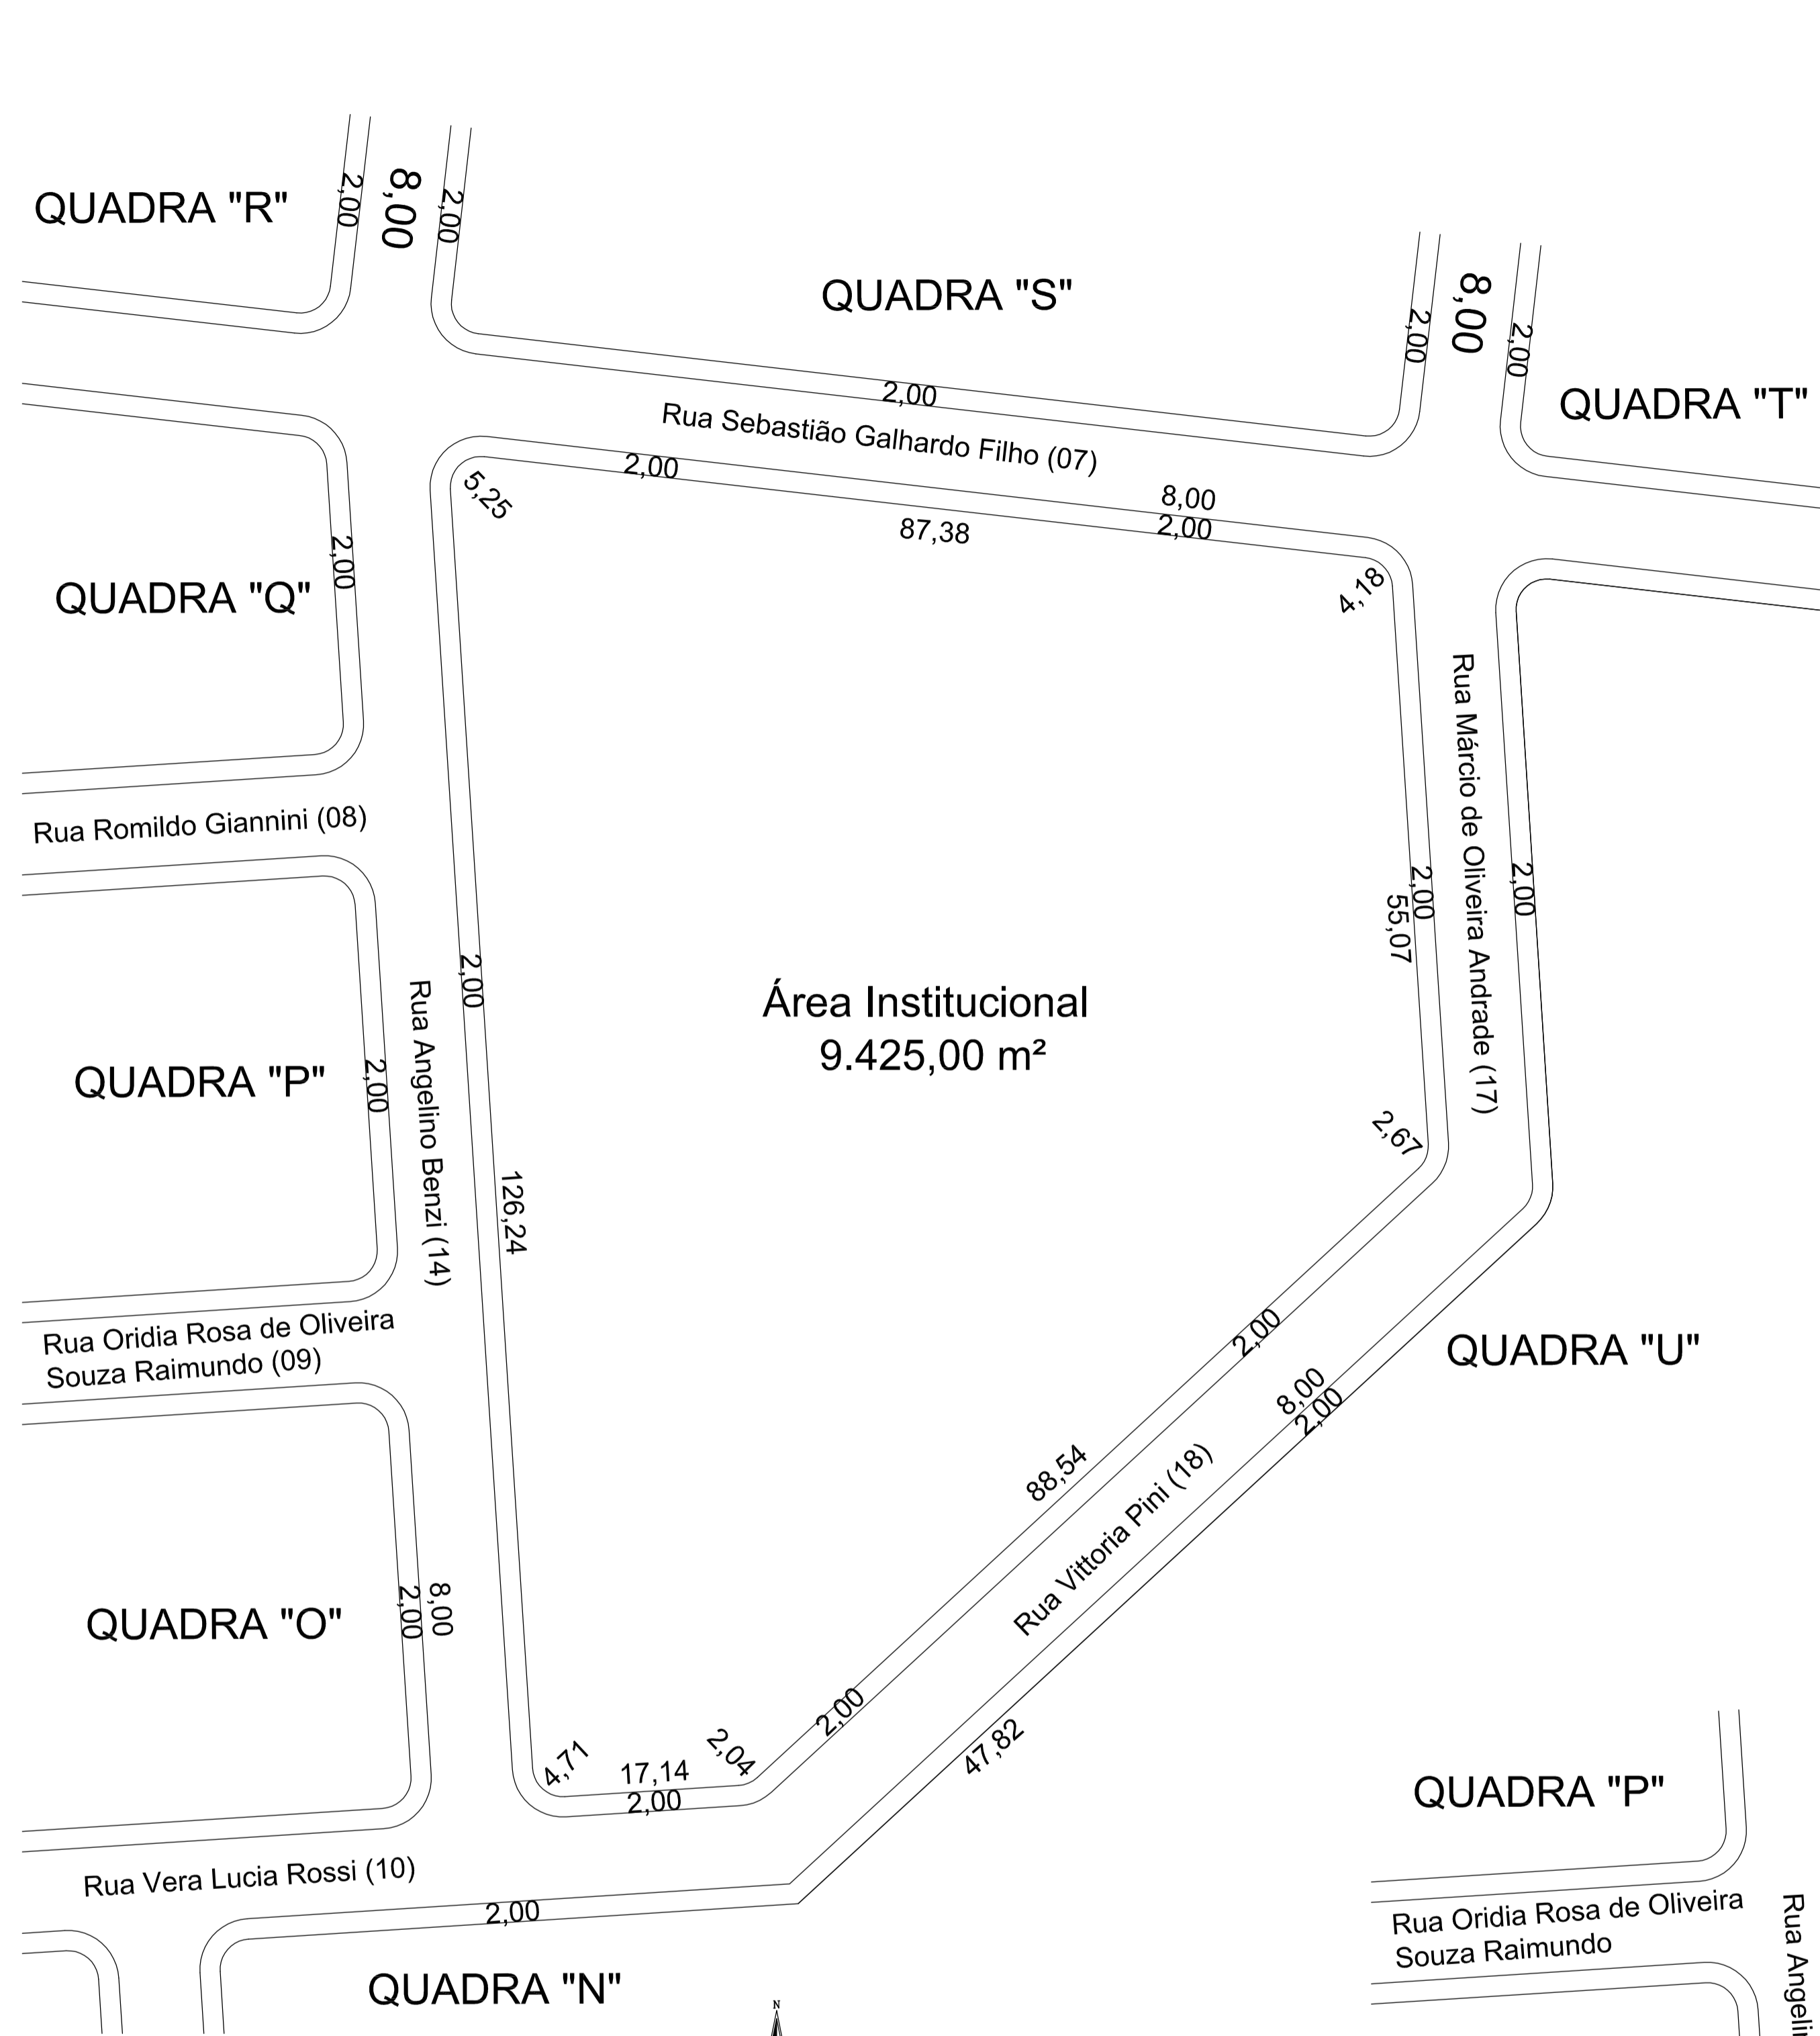 QUADRA "R"
2,00
8,00
2,00
QUADRA "S"
2,00
8,00
2,00
QUADRA "T"
2,00
Rua Sebastião Galhardo Filho (07)
5,25
2,00
8,00
87,38
2,00
4,18
QUADRA "Q"
2,00
Rua Romildo Giannini (08)
Rua Márcio de Oliveira Andrade (17)
2,00
55,07
2,00
2,00
Área Institucional
9.425,00 m²
QUADRA "P"
2,00
Rua Angelino Benzi (14)
126,24
2,67
Rua Oridia Rosa de Oliveira
Souza Raimundo (09)
2,00
8,00
2,00
QUADRA "U"
88,54
Rua Vittoria Pini (18)
QUADRA "O"
2,00
8,00
2,00
47,82
4,71
17,14
2,04
2,00
QUADRA "P"
Rua Vera Lucia Rossi (10)
2,00
Rua Oridia Rosa de Oliveira
Souza Raimundo
QUADRA "N"
N
Rua